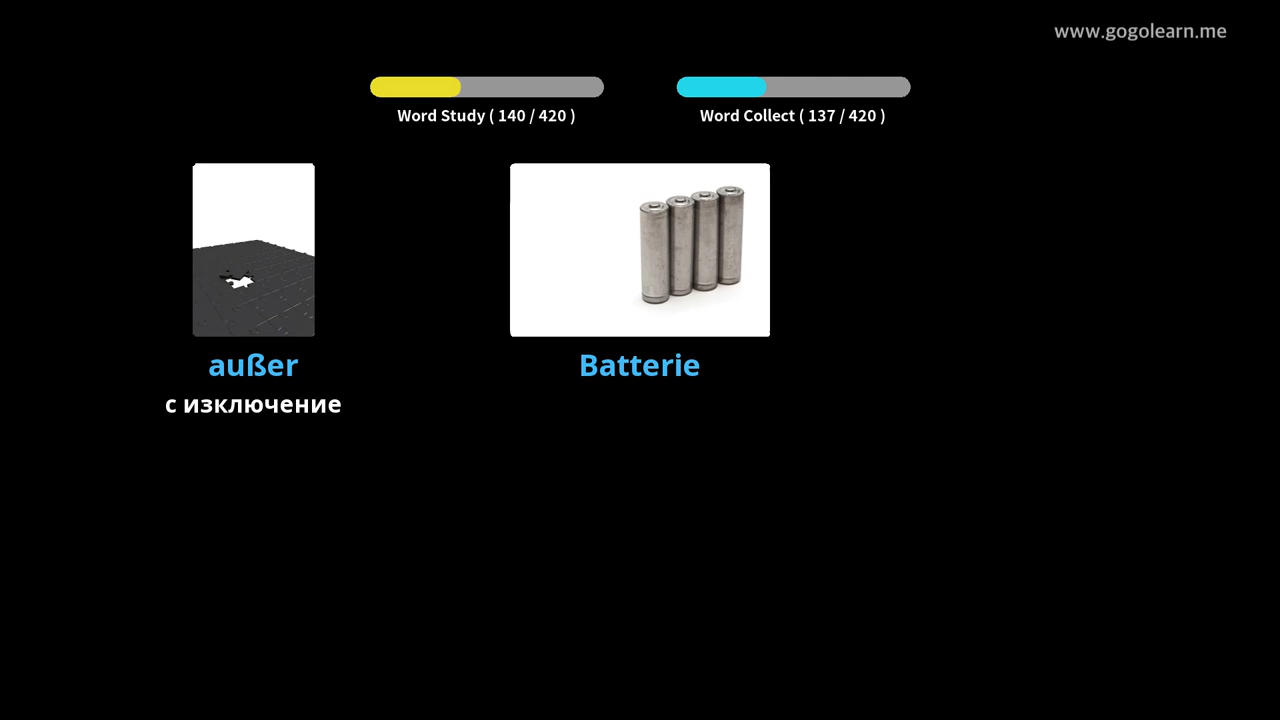 www.gogolearn.me
Word Study ( 140 / 420 )
Word Collect ( 137 / 420 )
außer
Batterie
с изключение